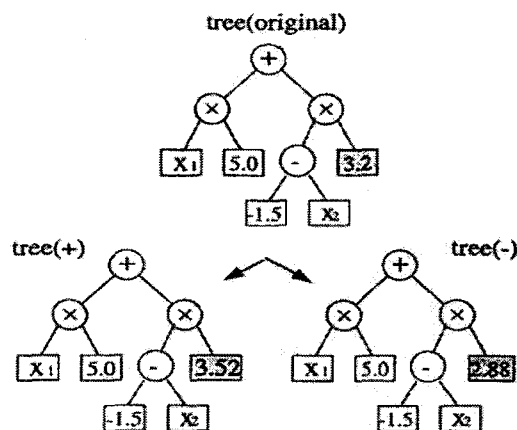 tree(original)
+
× ×
X1 5.0 - 3.2
-1.5 X2
tree(+) tree(-)
+ +
× × × ×
X1 5.0 - 3.52 X1 5.0 - 2.88
-1.5 X2 -1.5 X2